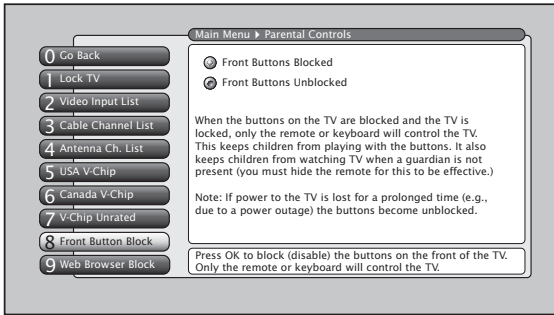 Main Menu ▶ Parental Controls
0 Go Back
1 Lock TV
2 Video Input List
3 Cable Channel List
4 Antenna Ch. List
5 USA V-Chip
6 Canada V-Chip
7 V-Chip Unrated
8 Front Button Block
9 Web Browser Block
Front Buttons Blocked
Front Buttons Unblocked
When the buttons on the TV are blocked and the TV is
locked, only the remote or keyboard will control the TV.
This keeps children from playing with the buttons. It also
keeps children from watching TV when a guardian is not
present (you must hide the remote for this to be effective.)
Note: If power to the TV is lost for a prolonged time (e.g.,
due to a power outage) the buttons become unblocked.
Press OK to block (disable) the buttons on the front of the TV.
Only the remote or keyboard will control the TV.